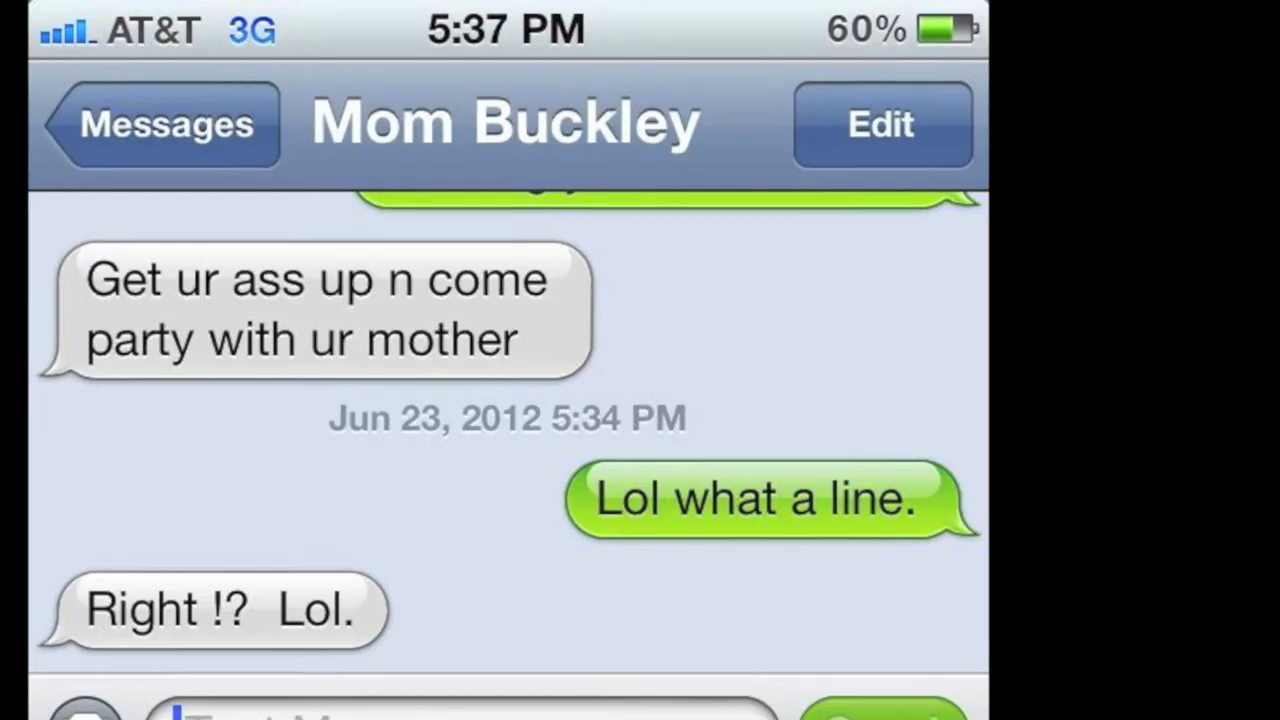 AT&T 3G 5:37 PM 60%
Messages Mom Buckley Edit
Get ur ass up n come
party with ur mother
Jun 23, 2012 5:34 PM
Lol what a line.
Right !? Lol.